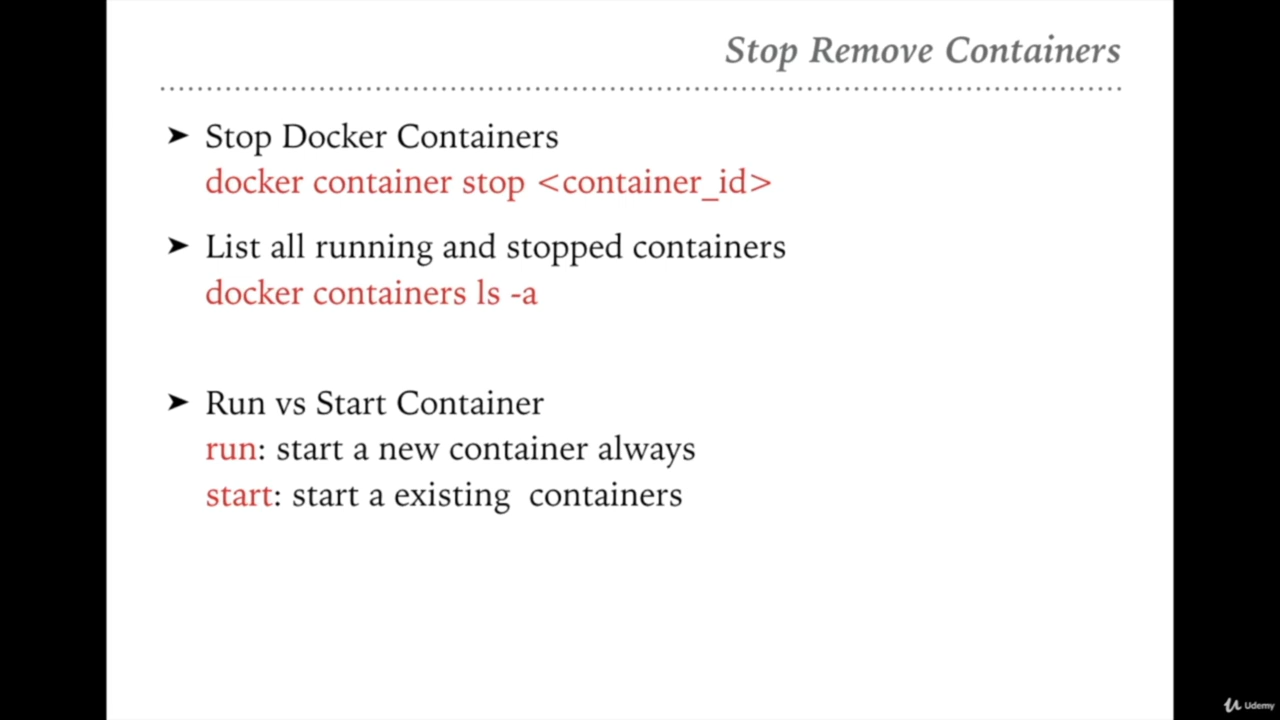 Stop Remove Containers
➤ Stop Docker Containers
docker container stop <container_id>
➤ List all running and stopped containers
docker containers ls -a
➤ Run vs Start Container
run: start a new container always
start: start a existing containers
Udemy